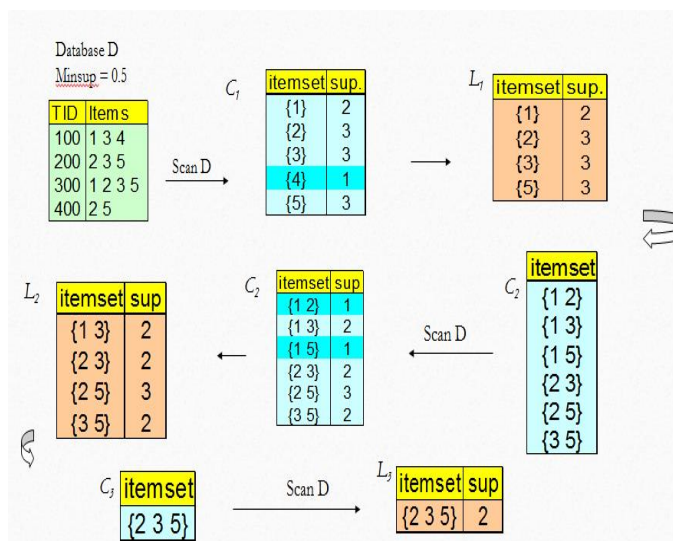 Database D
Minsup = 0.5
TID Items
100 1 3 4
200 2 3 5
300 1 2 3 5
400 2 5
Scan D
C1
itemset sup.
{1} 2
{2} 3
{3} 3
{4} 1
{5} 3
L1
itemset sup.
{1} 2
{2} 3
{3} 3
{5} 3
C2
itemset
{1 2}
{1 3}
{1 5}
{2 3}
{2 5}
{3 5}
Scan D
C2
itemset sup
{1 2} 1
{1 3} 2
{1 5} 1
{2 3} 2
{2 5} 3
{3 5} 2
L2
itemset sup
{1 3} 2
{2 3} 2
{2 5} 3
{3 5} 2
C3
itemset
{2 3 5}
Scan D
L3
itemset sup
{2 3 5} 2